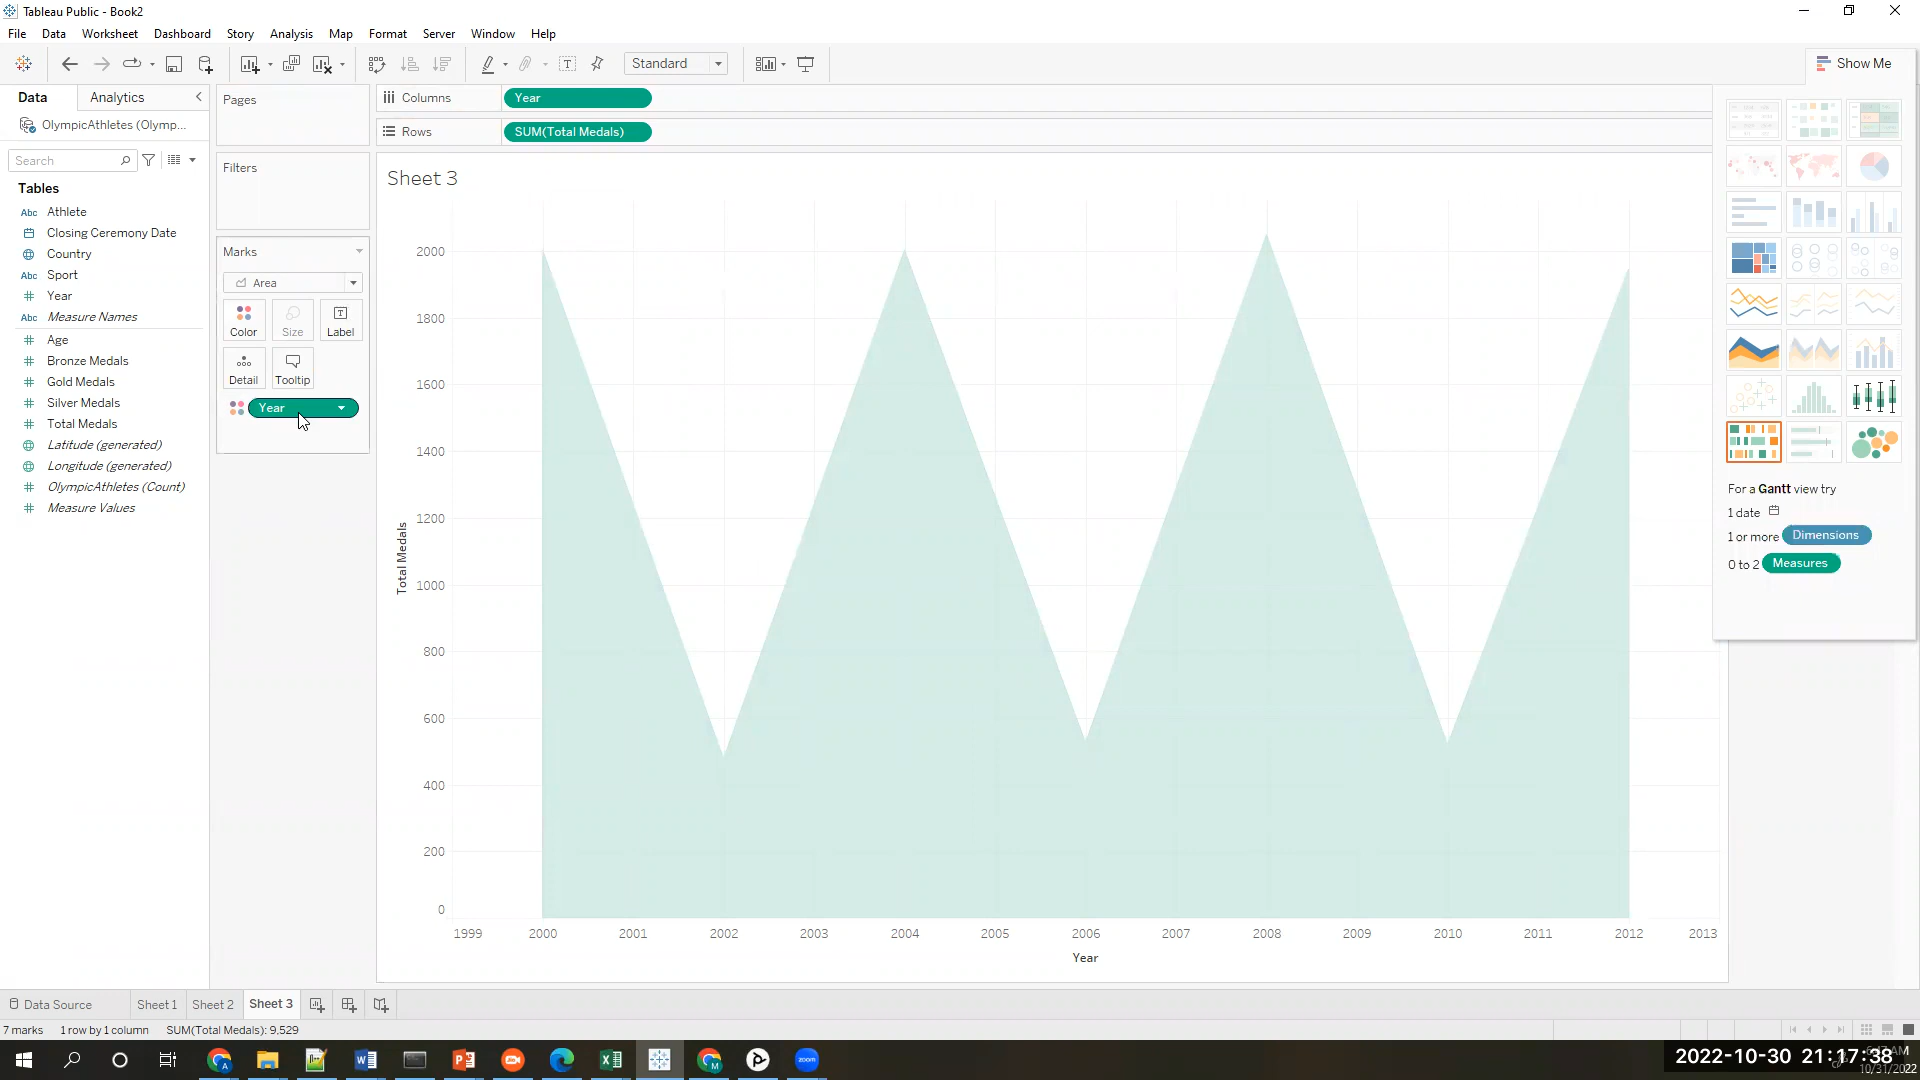 Tableau Public - Book2
File Data Worksheet Dashboard Story Analysis Map Format Server Window Help
Standard
Show Me
Data Analytics
Pages
Columns Year
OlympicAthletes (Olymp...
Rows SUM(Total Medals)
Search
Filters
Sheet 3
Tables
Abc Athlete
Closing Ceremony Date
Country
Abc Sport
Year
Abc Measure Names
Age
Bronze Medals
Gold Medals
Silver Medals
Total Medals
Latitude (generated)
Longitude (generated)
OlympicAthletes (Count)
Measure Values
Marks
Area
Color Size Label
Detail Tooltip
Year
Total Medals
2000
1800
1600
1400
1200
1000
800
600
400
200
0
1999 2000 2001 2002 2003 2004 2005 2006 2007 2008 2009 2010 2011 2012 2013
Year
For a Gantt view try
1 date
1 or more Dimensions
0 to 2 Measures
Data Source Sheet 1 Sheet 2 Sheet 3
7 marks 1 row by 1 column SUM(Total Medals): 9,529
2022-10-30 21:17:38
10/31/2022